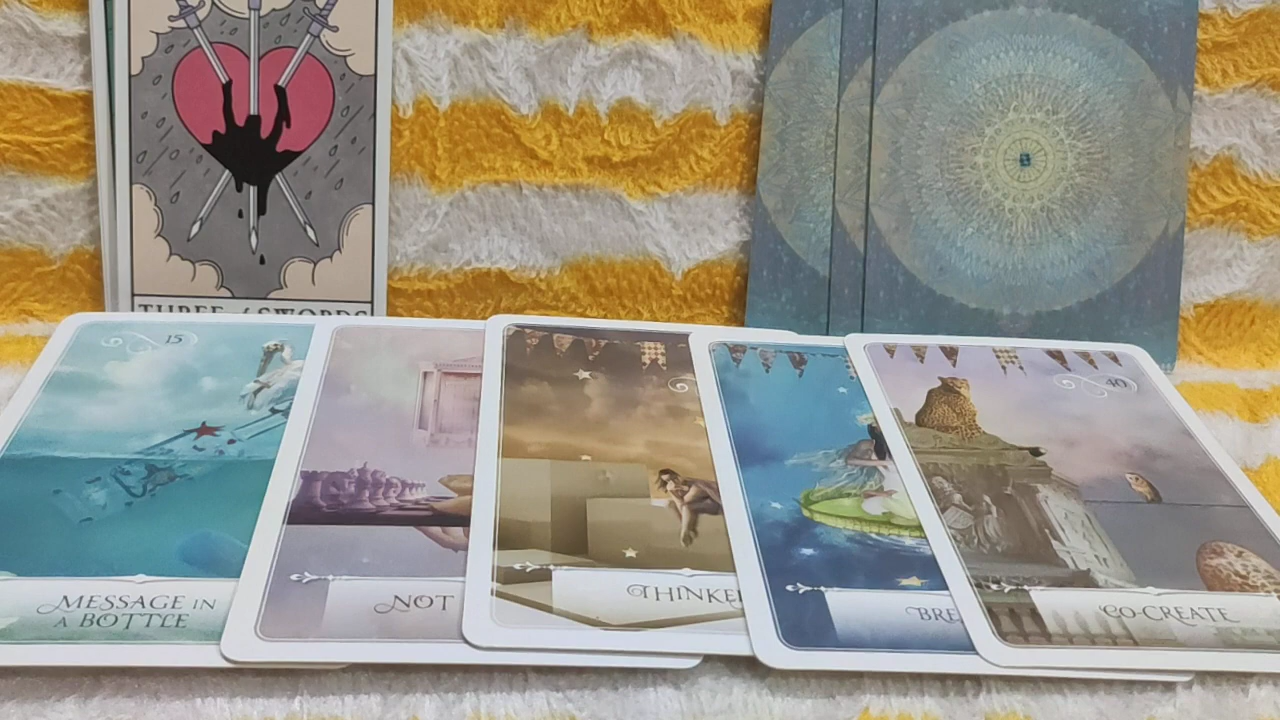 THREE of SWORDS
15
40
MESSAGE IN
A BOTTLE
NOT
THINKE
BRE
CO-CREATE